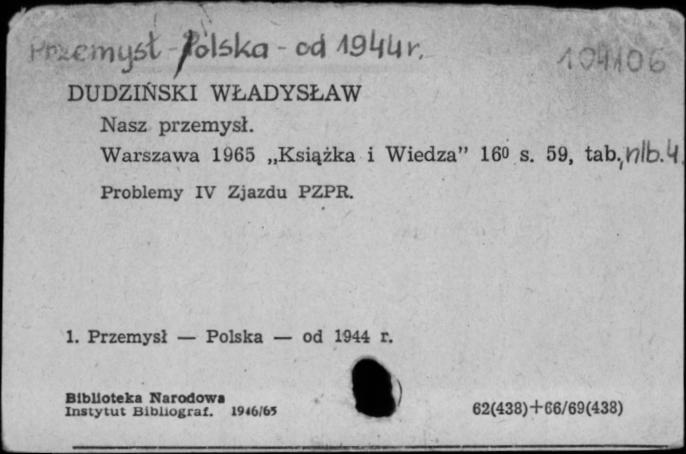 Przemysł - Polska - od 1944 r.
104106
DUDZIŃSKI WŁADYSŁAW
Nasz przemysł.
Warszawa 1965 „Książka i Wiedza” 16⁰ s. 59, tab., nlb. 4.
Problemy IV Zjazdu PZPR.
1. Przemysł — Polska — od 1944 r.
Biblioteka Narodowa
Instytut Bibliograf. 1946/65
62(438)+66/69(438)